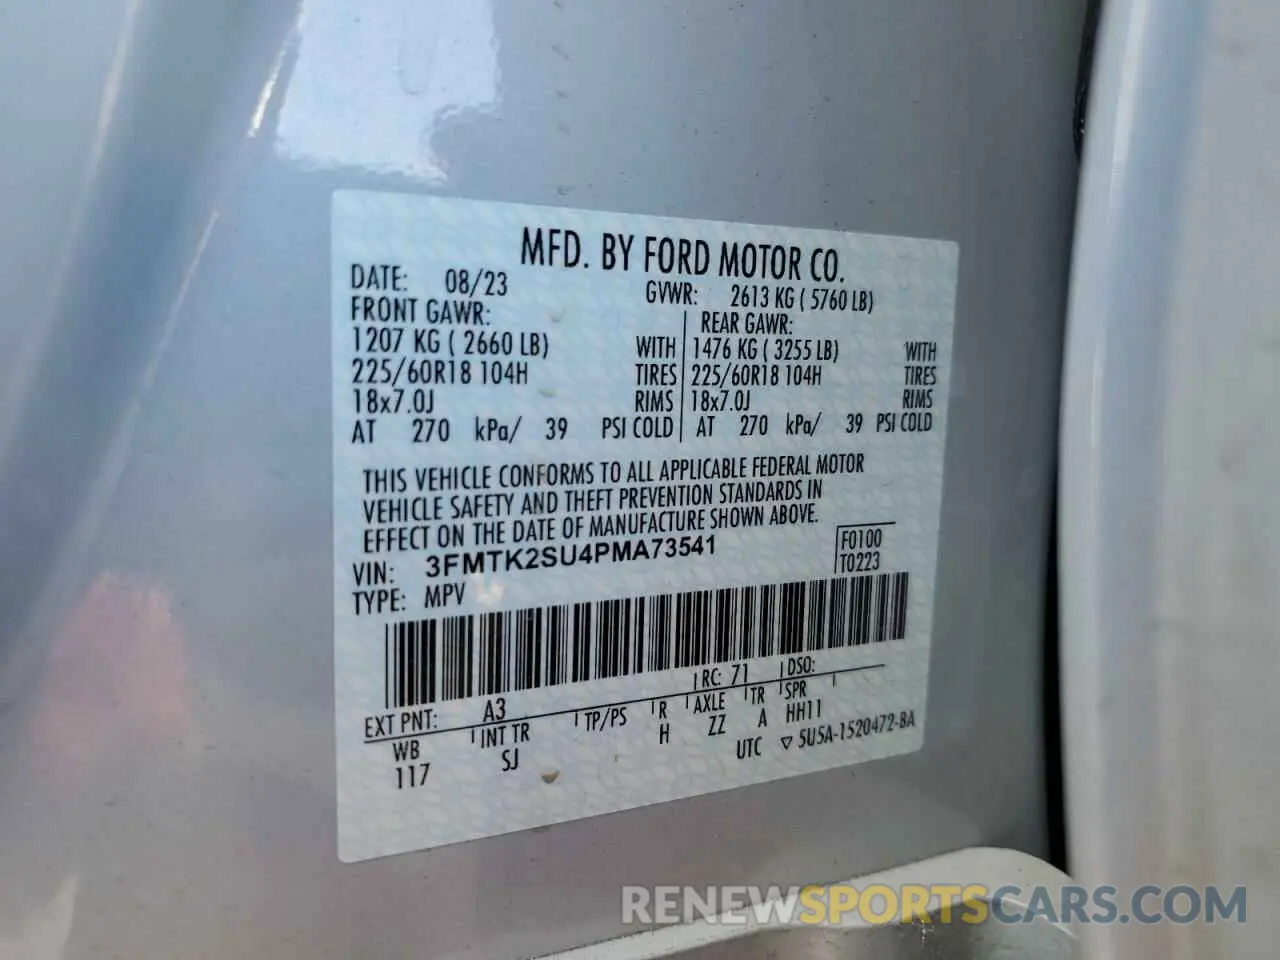 MFD. BY FORD MOTOR CO.
DATE: 08/23 GVWR: 2613 KG ( 5760 LB)
FRONT GAWR: REAR GAWR:
1207 KG ( 2660 LB) WITH 1476 KG ( 3255 LB) WITH
225/60R18 104H TIRES 225/60R18 104H TIRES
18x7.0J RIMS 18x7.0J RIMS
AT 270 kPa/ 39 PSI COLD AT 270 kPa/ 39 PSI COLD
THIS VEHICLE CONFORMS TO ALL APPLICABLE FEDERAL MOTOR
VEHICLE SAFETY AND THEFT PREVENTION STANDARDS IN
EFFECT ON THE DATE OF MANUFACTURE SHOWN ABOVE.
VIN: 3FMTK2SU4PMA73541 F0100
TYPE: MPV T0223
EXT PNT: A3 RC: 71 DSO:
WB INT TR TP/PS R AXLE TR SPR
117 SJ H ZZ A HH11
UTC ▽ 5U5A-1520472-BA
RENEWSPORTSCARS.COM